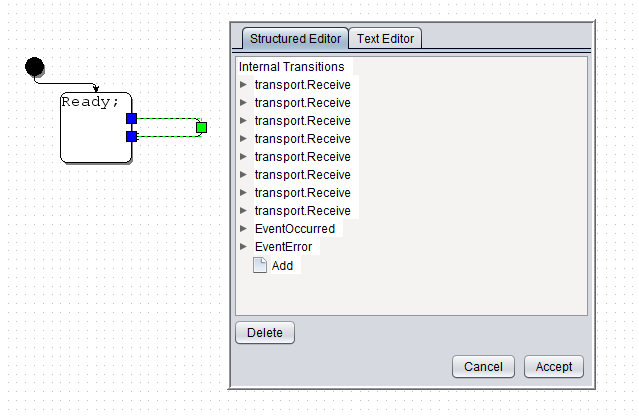 Structured Editor Text Editor
Ready;
Internal Transitions
transport.Receive
transport.Receive
transport.Receive
transport.Receive
transport.Receive
transport.Receive
transport.Receive
transport.Receive
EventOccurred
EventError
Add
Delete
Cancel Accept